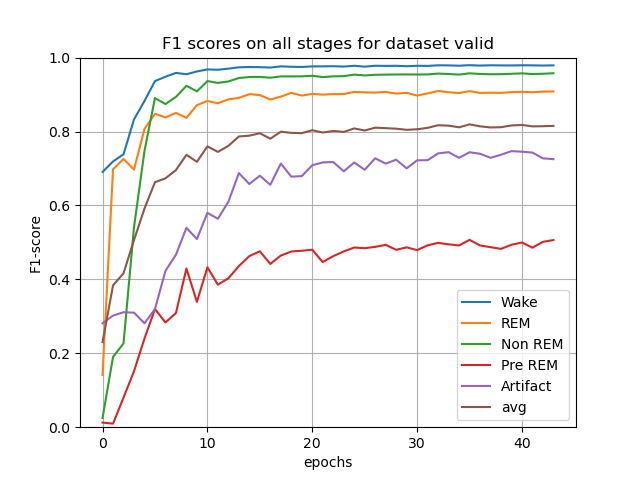 F1 scores on all stages for dataset valid
1.0
0.8
0.6
0.4
0.2
0.0
F1-score
0 10 20 30 40
epochs
Wake
REM
Non REM
Pre REM
Artifact
avg